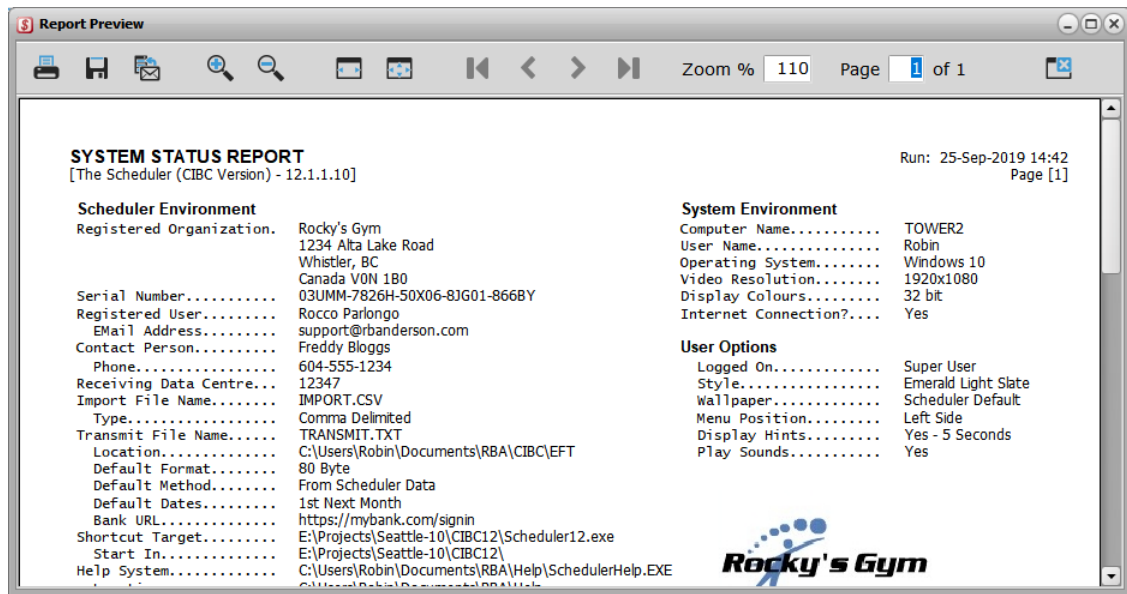 Report Preview
Zoom % 110 Page 1 of 1
SYSTEM STATUS REPORT
[The Scheduler (CIBC Version) - 12.1.1.10]
Run: 25-Sep-2019 14:42
Page [1]
Scheduler Environment
Registered Organization. Rocky's Gym
1234 Alta Lake Road
Whistler, BC
Canada V0N 1B0
Serial Number........... 03UMM-7826H-50X06-8JG01-866BY
Registered User......... Rocco Parlongo
EMail Address......... support@rbanderson.com
Contact Person.......... Freddy Bloggs
Phone................. 604-555-1234
Receiving Data Centre... 12347
Import File Name........ IMPORT.CSV
Type.................. Comma Delimited
Transmit File Name...... TRANSMIT.TXT
Location.............. C:\Users\Robin\Documents\RBA\CIBC\EFT
Default Format........ 80 Byte
Default Method........ From Scheduler Data
Default Dates......... 1st Next Month
Bank URL.............. https://mybank.com/signin
Shortcut Target......... E:\Projects\Seattle-10\CIBC12\Scheduler12.exe
Start In.............. E:\Projects\Seattle-10\CIBC12\
Help System............. C:\Users\Robin\Documents\RBA\Help\SchedulerHelp.EXE
System Environment
Computer Name........... TOWER2
User Name............... Robin
Operating System........ Windows 10
Video Resolution........ 1920x1080
Display Colours......... 32 bit
Internet Connection?.... Yes
User Options
Logged On............. Super User
Style................. Emerald Light Slate
Wallpaper............. Scheduler Default
Menu Position......... Left Side
Display Hints......... Yes - 5 Seconds
Play Sounds........... Yes
Rocky's Gym